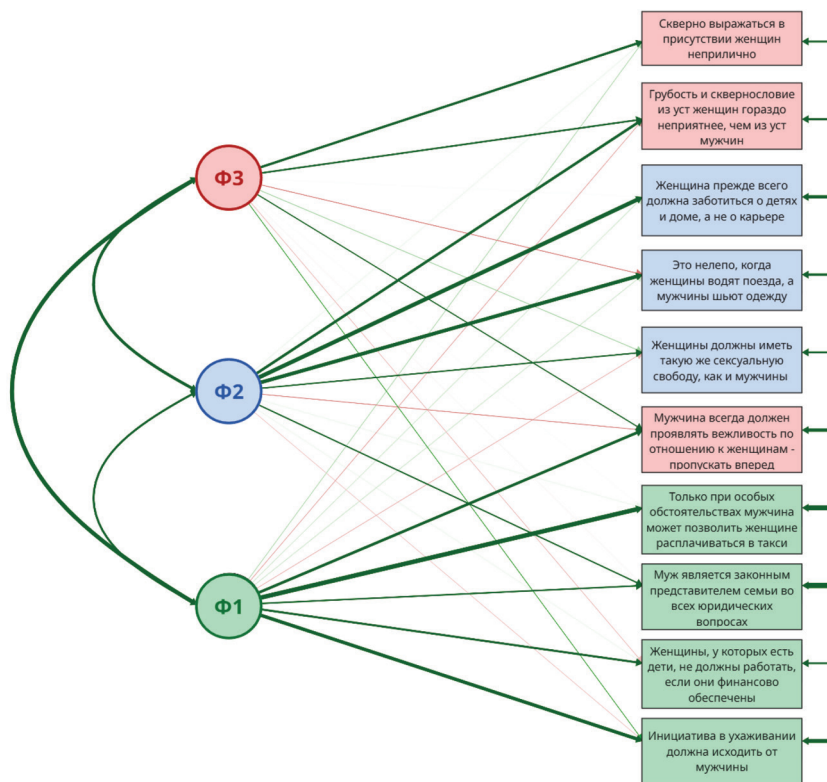 Скверно выражаться в
присутствии женщин
неприлично
Грубость и сквернословие
из уст женщин гораздо
неприятнее, чем из уст
мужчин
Ф3
Женщина прежде всего
должна заботиться о детях
и доме, а не о карьере
Это нелепо, когда
женщины водят поезда, а
мужчины шьют одежду
Женщины должны иметь
такую же сексуальную
свободу, как и мужчины
Ф2
Мужчина всегда должен
проявлять вежливость по
отношению к женщинам -
пропускать вперед
Только при особых
обстоятельствах мужчина
может позволить женщине
расплачиваться в такси
Муж является законным
представителем семьи во
всех юридических
вопросах
Ф1
Женщины, у которых есть
дети, не должны работать,
если они финансово
обеспечены
Инициатива в ухаживании
должна исходить от
мужчины